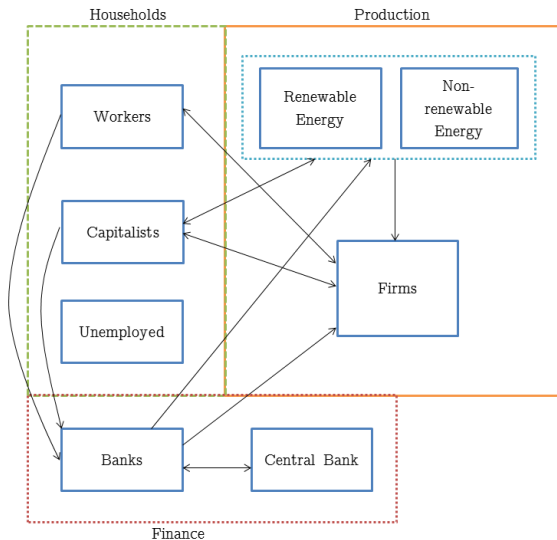 Households
Production
Workers
Renewable
Energy
Non-
renewable
Energy
Capitalists
Firms
Unemployed
Banks
Central Bank
Finance